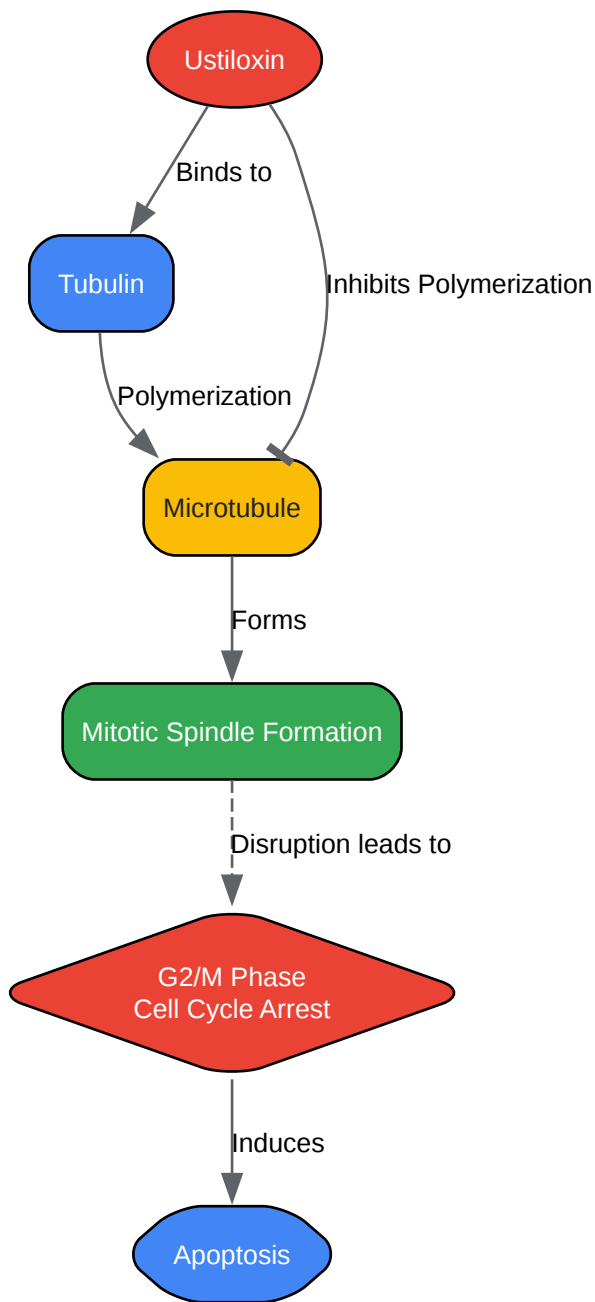 Ustiloxin
Binds to
Tubulin
Inhibits Polymerization
Polymerization
Microtubule
Forms
Mitotic Spindle Formation
Disruption leads to
G2/M Phase
Cell Cycle Arrest
Induces
Apoptosis